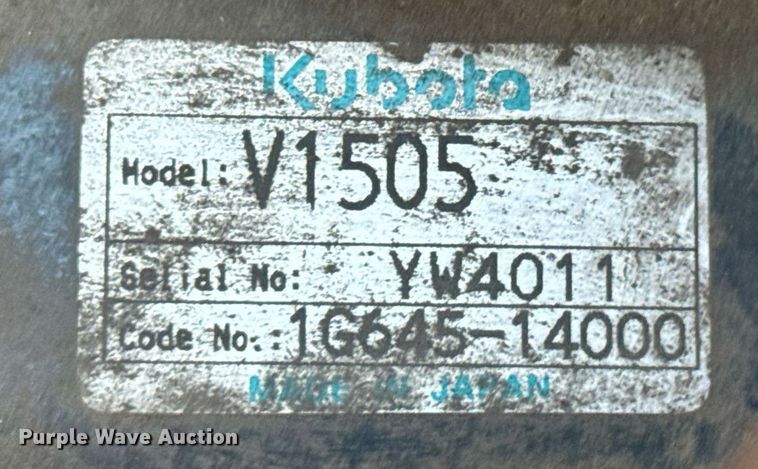 Kubota
Model: V1505
Serial No: YW4011
Code No.: 1G645-14000
MADE IN JAPAN
Purple Wave Auction